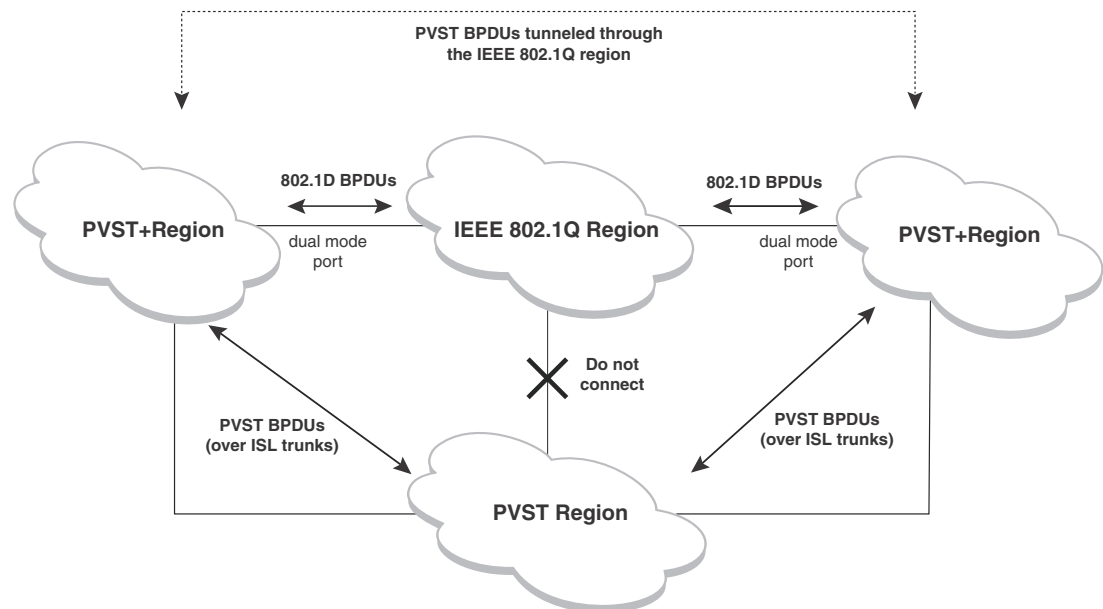 PVST BPDUs tunneled through
the IEEE 802.1Q region
802.1D BPDUs
802.1D BPDUs
PVST+Region
IEEE 802.1Q Region
PVST+Region
dual mode
port
dual mode
port
Do not
connect
PVST BPDUs
(over ISL trunks)
PVST BPDUs
(over ISL trunks)
PVST Region